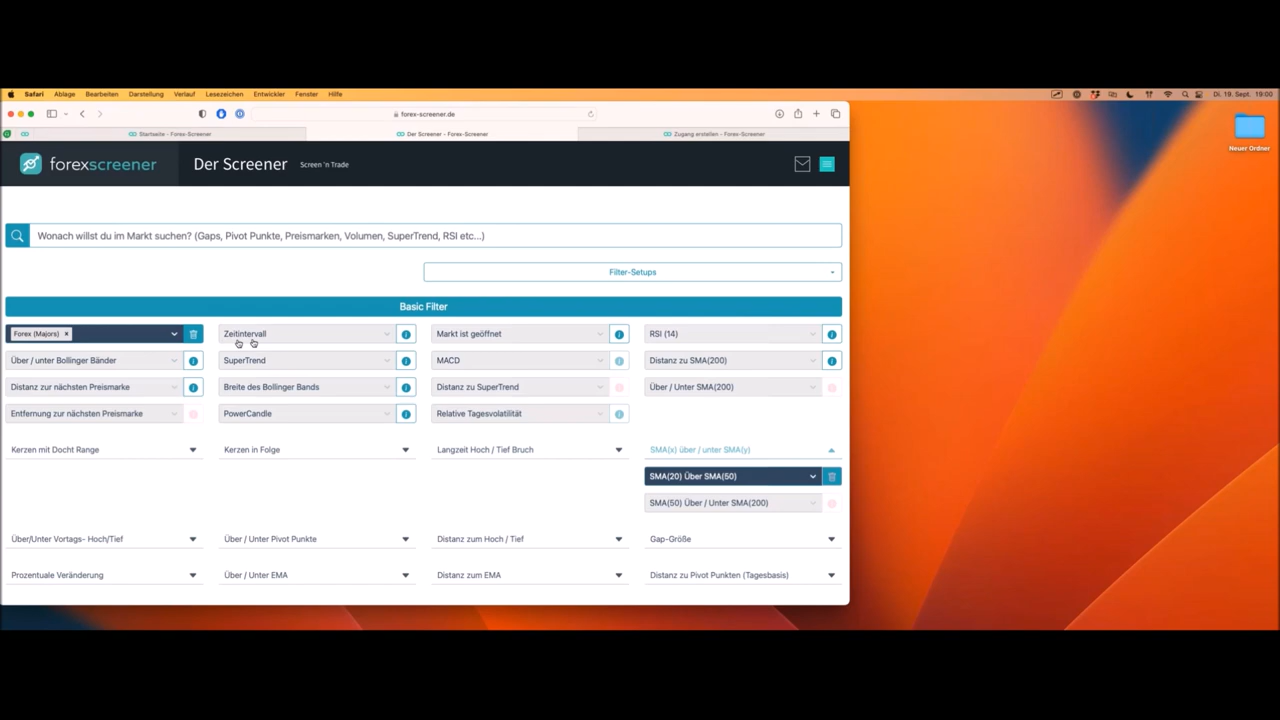 Safari Ablage Bearbeiten Darstellung Verlauf Lesezeichen Entwickler Fenster Hilfe Di. 19. Sept. 19:00
forex-screener.de
Startseite - Forex-Screener Der Screener - Forex-Screener Zugang erstellen - Forex-Screener
Neuer Ordner
forexscreener Der Screener Screen 'n Trade
Wonach willst du im Markt suchen? (Gaps, Pivot Punkte, Preismarken, Volumen, SuperTrend, RSI etc...)
Filter-Setups
Basic Filter
Forex (Majors) × Zeitintervall Markt ist geöffnet RSI (14)
Über / unter Bollinger Bänder SuperTrend MACD Distanz zu SMA(200)
Distanz zur nächsten Preismarke Breite des Bollinger Bands Distanz zu SuperTrend Über / Unter SMA(200)
Entfernung zur nächsten Preismarke PowerCandle Relative Tagesvolatilität
Kerzen mit Docht Range Kerzen in Folge Langzeit Hoch / Tief Bruch SMA(x) über / unter SMA(y)
SMA(20) Über SMA(50)
SMA(50) Über / Unter SMA(200)
Über/Unter Vortags- Hoch/Tief Über / Unter Pivot Punkte Distanz zum Hoch / Tief Gap-Größe
Prozentuale Veränderung Über / Unter EMA Distanz zum EMA Distanz zu Pivot Punkten (Tagesbasis)